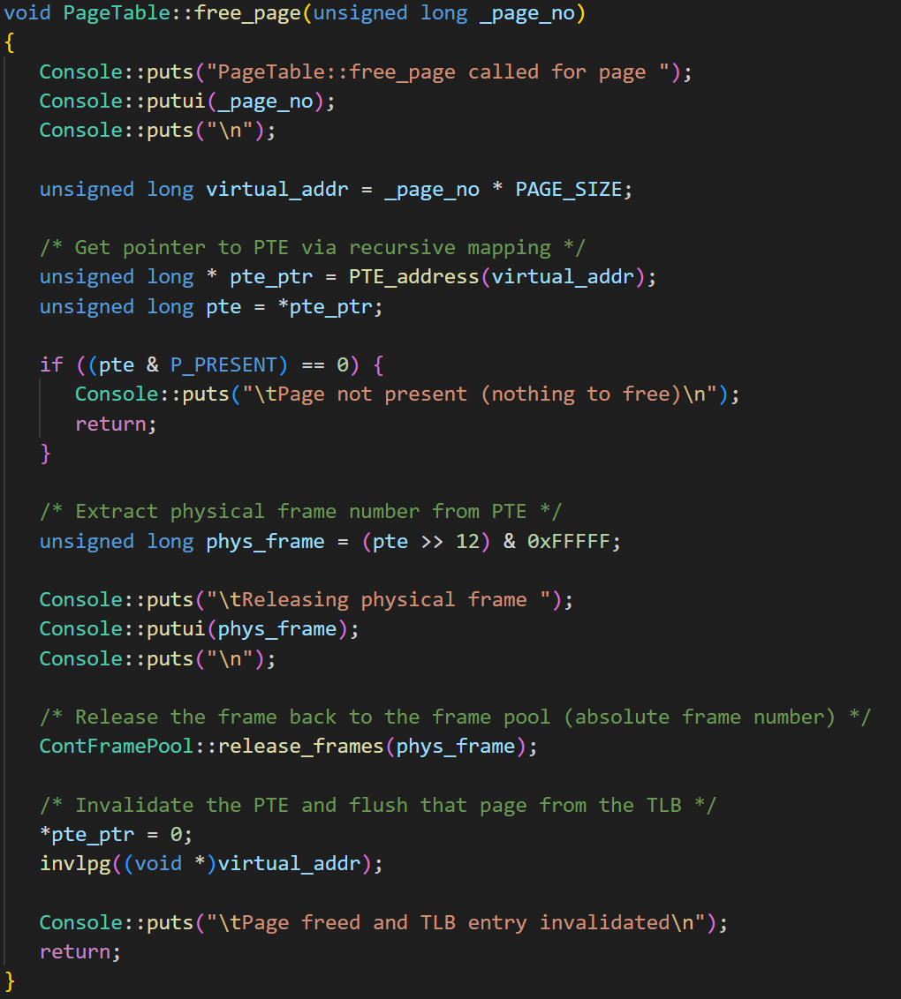 void PageTable::free_page(unsigned long _page_no)
{
   Console::puts("PageTable::free_page called for page ");
   Console::putui(_page_no);
   Console::puts("\n");

   unsigned long virtual_addr = _page_no * PAGE_SIZE;

   /* Get pointer to PTE via recursive mapping */
   unsigned long * pte_ptr = PTE_address(virtual_addr);
   unsigned long pte = *pte_ptr;

   if ((pte & P_PRESENT) == 0) {
      Console::puts("\tPage not present (nothing to free)\n");
      return;
   }

   /* Extract physical frame number from PTE */
   unsigned long phys_frame = (pte >> 12) & 0xFFFFF;

   Console::puts("\tReleasing physical frame ");
   Console::putui(phys_frame);
   Console::puts("\n");

   /* Release the frame back to the frame pool (absolute frame number) */
   ContFramePool::release_frames(phys_frame);

   /* Invalidate the PTE and flush that page from the TLB */
   *pte_ptr = 0;
   invlpg((void *)virtual_addr);

   Console::puts("\tPage freed and TLB entry invalidated\n");
   return;
}